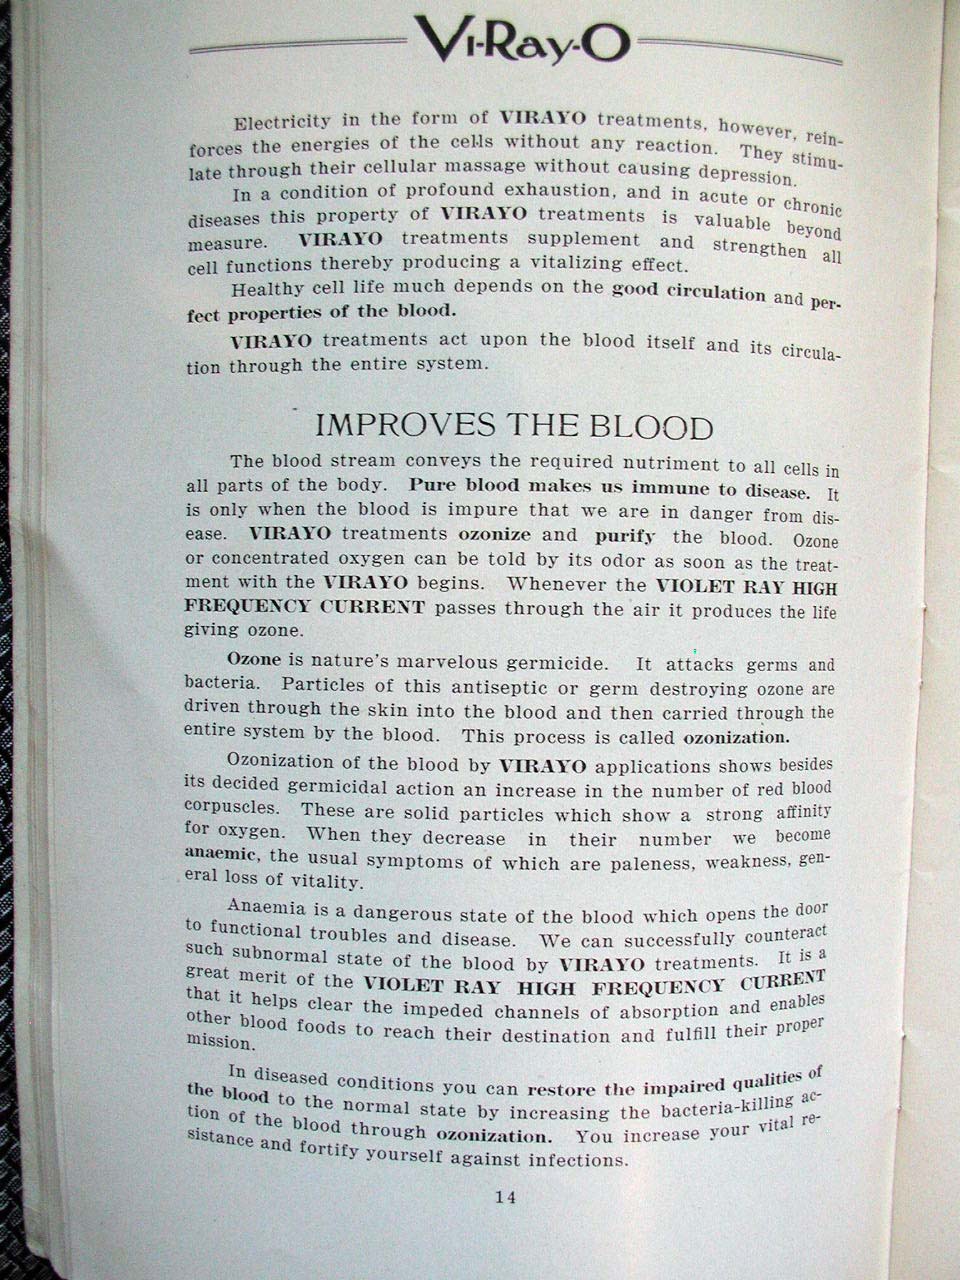 Vi-Ray-O
Electricity in the form of VIRAYO treatments, however, rein-
forces the energies of the cells without any reaction. They stimu-
late through their cellular massage without causing depression.
In a condition of profound exhaustion, and in acute or chronic
diseases this property of VIRAYO treatments is valuable beyond
measure. VIRAYO treatments supplement and strengthen all
cell functions thereby producing a vitalizing effect.
Healthy cell life much depends on the good circulation and per-
fect properties of the blood.
VIRAYO treatments act upon the blood itself and its circula-
tion through the entire system.
IMPROVES THE BLOOD
The blood stream conveys the required nutriment to all cells in
all parts of the body. Pure blood makes us immune to disease. It
is only when the blood is impure that we are in danger from dis-
ease. VIRAYO treatments ozonize and purify the blood. Ozone
or concentrated oxygen can be told by its odor as soon as the treat-
ment with the VIRAYO begins. Whenever the VIOLET RAY HIGH
FREQUENCY CURRENT passes through the air it produces the life
giving ozone.
Ozone is nature's marvelous germicide. It attacks germs and
bacteria. Particles of this antiseptic or germ destroying ozone are
driven through the skin into the blood and then carried through the
entire system by the blood. This process is called ozonization.
Ozonization of the blood by VIRAYO applications shows besides
its decided germicidal action an increase in the number of red blood
corpuscles. These are solid particles which show a strong affinity
for oxygen. When they decrease in their number we become
anaemic, the usual symptoms of which are paleness, weakness, gen-
eral loss of vitality.
Anaemia is a dangerous state of the blood which opens the door
to functional troubles and disease. We can successfully counteract
such subnormal state of the blood by VIRAYO treatments. It is a
great merit of the VIOLET RAY HIGH FREQUENCY CURRENT
that it helps clear the impeded channels of absorption and enables
other blood foods to reach their destination and fulfill their proper
mission.
In diseased conditions you can restore the impaired qualities of
the blood to the normal state by increasing the bacteria-killing ac-
tion of the blood through ozonization. You increase your vital re-
sistance and fortify yourself against infections.
14